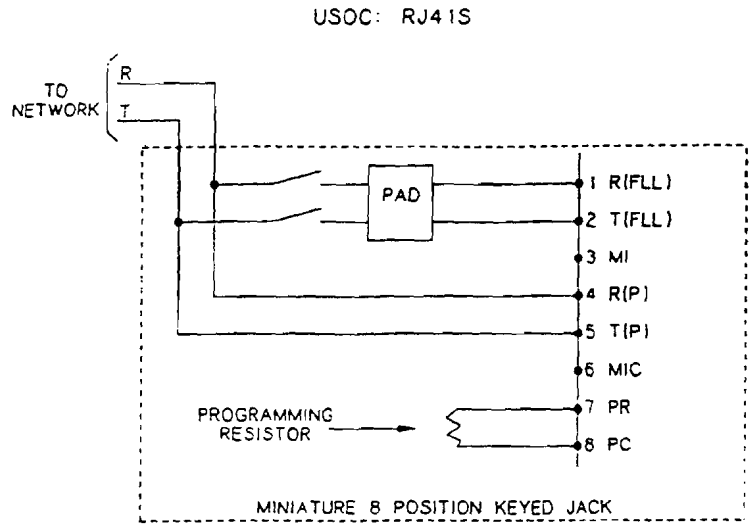 USOC: RJ41S
R
TO
NETWORK
T
PAD
1 R(FLL)
2 T(FLL)
3 MI
4 R(P)
5 T(P)
6 MIC
7 PR
8 PC
PROGRAMMING
RESISTOR
MINIATURE 8 POSITION KEYED JACK